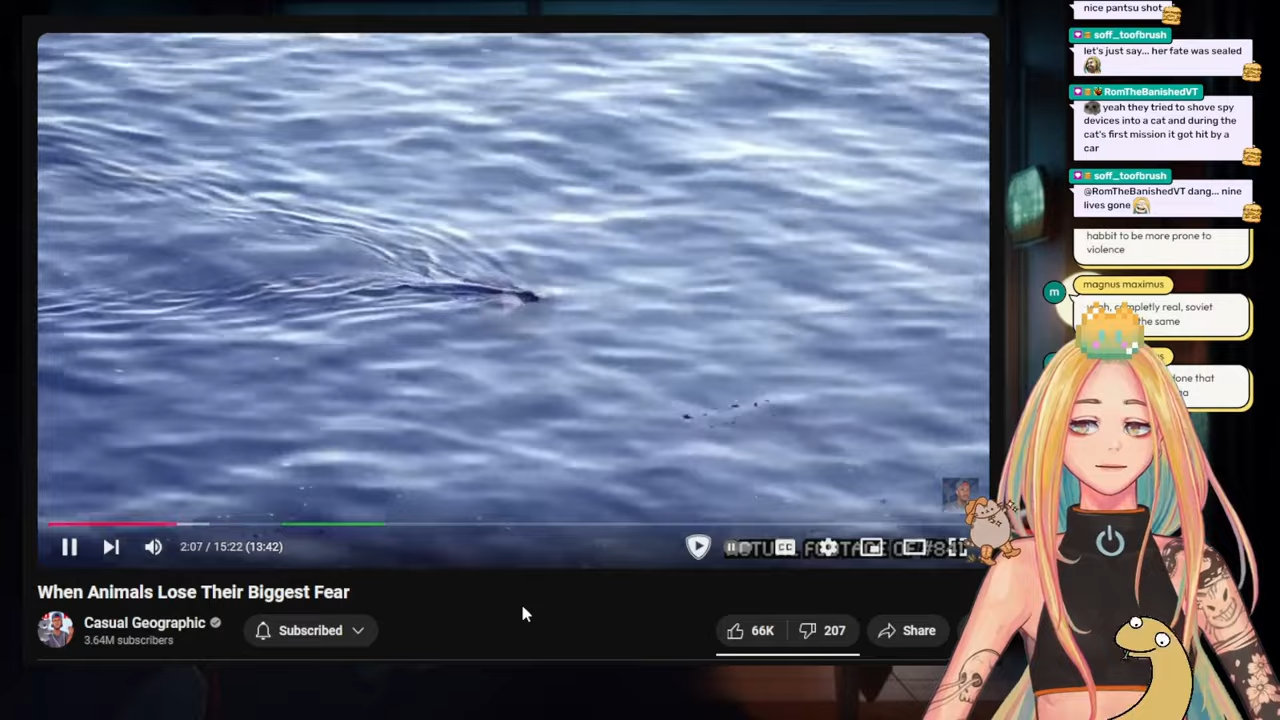 nice pantsu shot
soff_toofbrush
let's just say... her fate was sealed
RomTheBanishedVT
yeah they tried to shove spy
devices into a cat and during the
cat's first mission it got hit by a
car
soff_toofbrush
@RomTheBanishedVT dang... nine
lives gone
habbit to be more prone to
violence
m
magnus maximus
completly real, soviet
the same
done that
2:07 / 15:22 (13:42)
CC
When Animals Lose Their Biggest Fear
Casual Geographic
3.64M subscribers
Subscribed
66K
207
Share